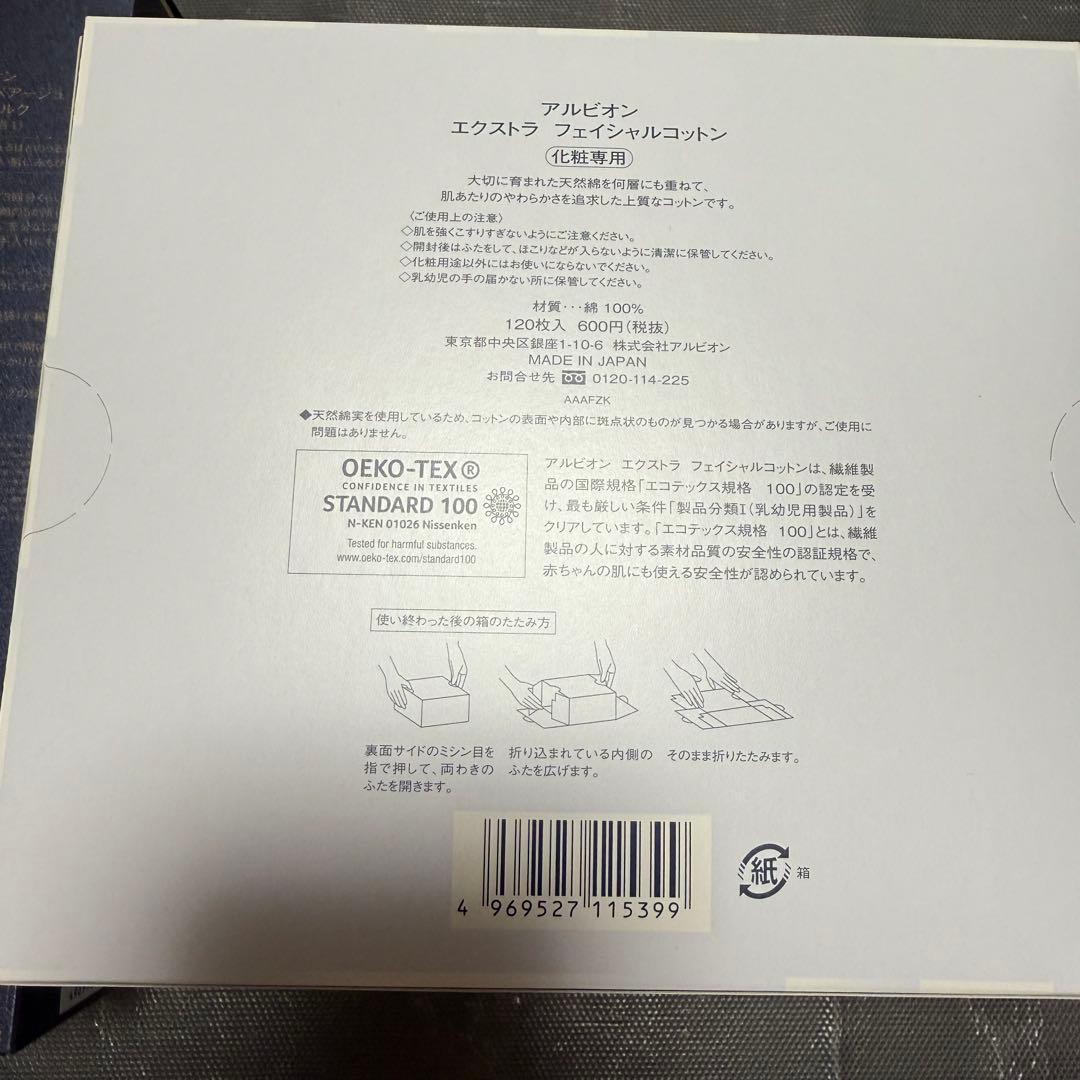 アルビオン
エクストラ フェイシャルコットン
化粧専用
大切に育まれた天然綿を何層にも重ねて、
肌あたりのやわらかさを追求した上質なコットンです。
〈ご使用上の注意〉
◇肌を強くこすりすぎないようにご注意ください。
◇開封後はふたをして、ほこりなどが入らないように清潔に保管してください。
◇化粧用途以外にはお使いにならないでください。
◇乳幼児の手の届かない所に保管してください。
材質･･･綿 100%
120枚入 600円(税抜)
東京都中央区銀座1-10-6 株式会社アルビオン
MADE IN JAPAN
お問合せ先 0120-114-225
AAAFZK
◆天然綿実を使用しているため、コットンの表面や内部に斑点状のものが見つかる場合がありますが、ご使用に
問題はありません。
OEKO-TEX®
CONFIDENCE IN TEXTILES
STANDARD 100
N-KEN 01026 Nissenken
Tested for harmful substances.
www.oeko-tex.com/standard100
アルビオン エクストラ フェイシャルコットンは、繊維製
品の国際規格「エコテックス規格 100」の認定を受
け、最も厳しい条件「製品分類I(乳幼児用製品)」を
クリアしています。「エコテックス規格 100」とは、繊維
製品の人に対する素材品質の安全性の認証規格で、
赤ちゃんの肌にも使える安全性が認められています。
使い終わった後の箱のたたみ方
裏面サイドのミシン目を
指で押して、両わきの
ふたを開きます。
折り込まれている内側の
ふたを広げます。
そのまま折りたたみます。
4 969527 115399
紙 箱